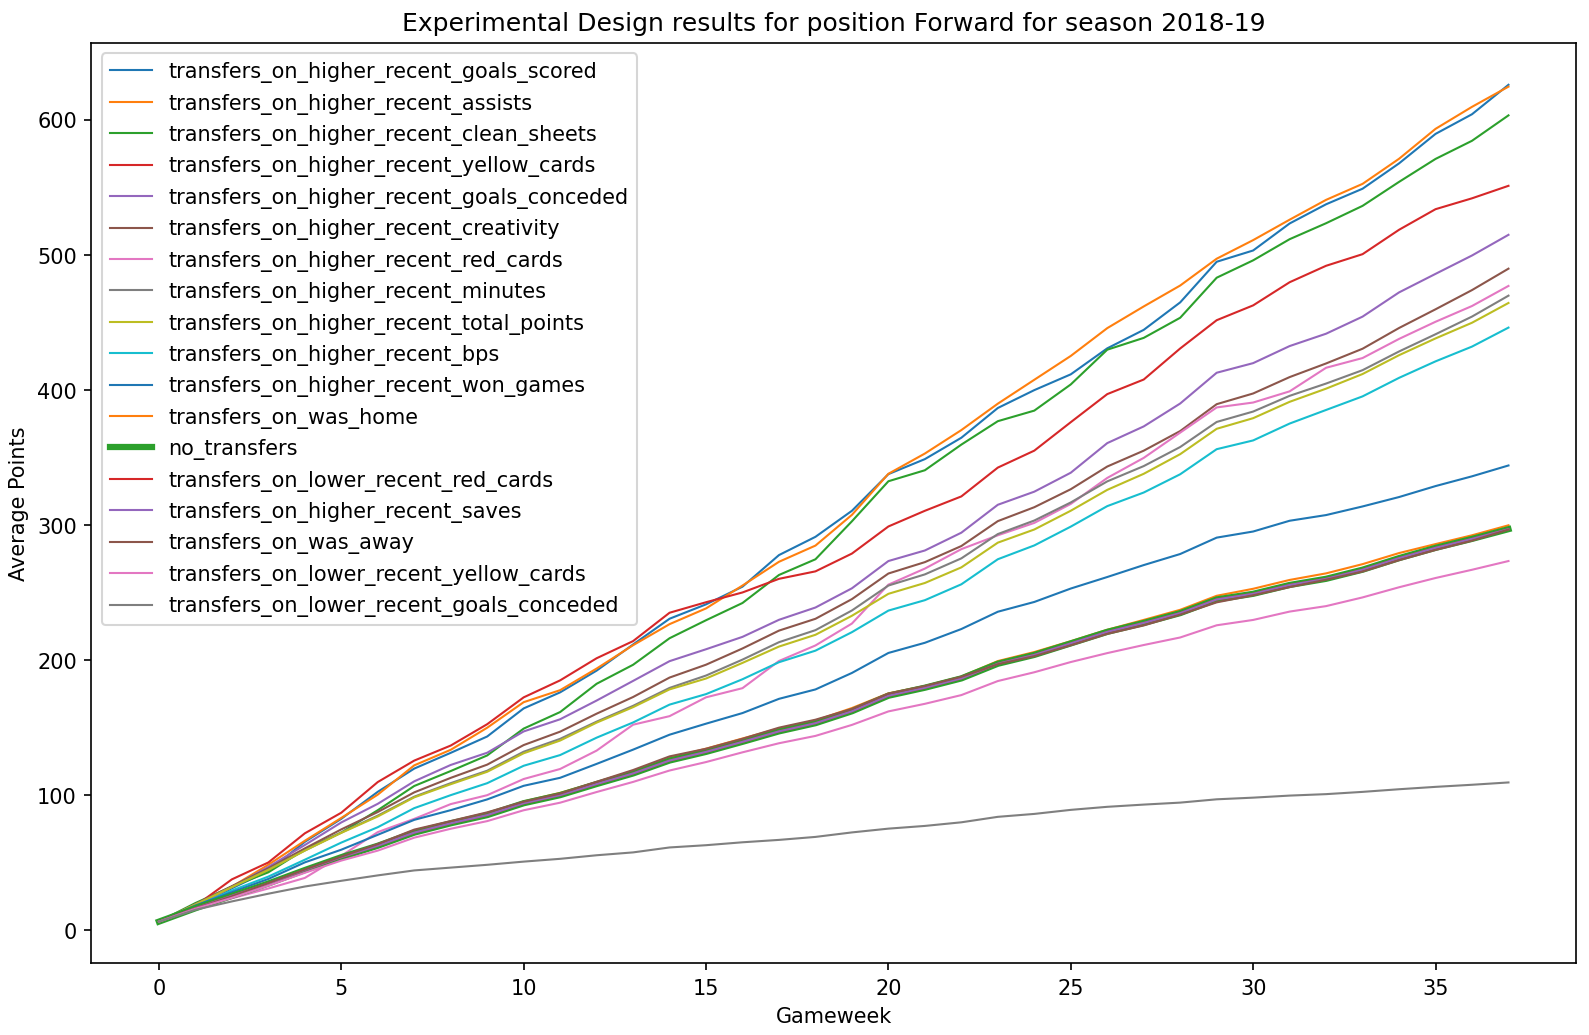 Experimental Design results for position Forward for season 2018-19
transfers_on_higher_recent_goals_scored
transfers_on_higher_recent_assists
transfers_on_higher_recent_clean_sheets
transfers_on_higher_recent_yellow_cards
transfers_on_higher_recent_goals_conceded
transfers_on_higher_recent_creativity
transfers_on_higher_recent_red_cards
transfers_on_higher_recent_minutes
transfers_on_higher_recent_total_points
transfers_on_higher_recent_bps
transfers_on_higher_recent_won_games
transfers_on_was_home
no_transfers
transfers_on_lower_recent_red_cards
transfers_on_higher_recent_saves
transfers_on_was_away
transfers_on_lower_recent_yellow_cards
transfers_on_lower_recent_goals_conceded
Average Points
600
500
400
300
200
100
0
0 5 10 15 20 25 30 35
Gameweek